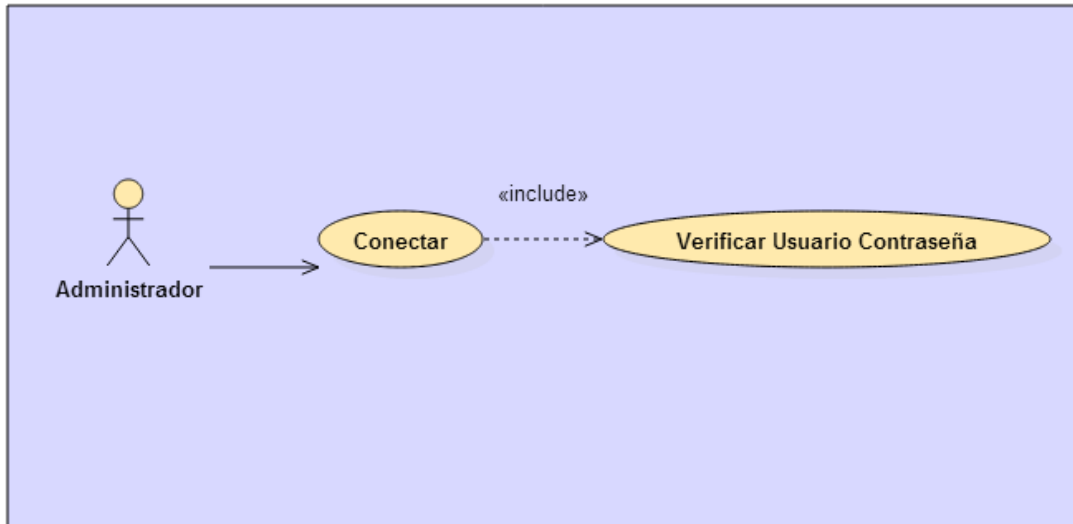 «include»
Conectar
Verificar Usuario Contraseña
Administrador